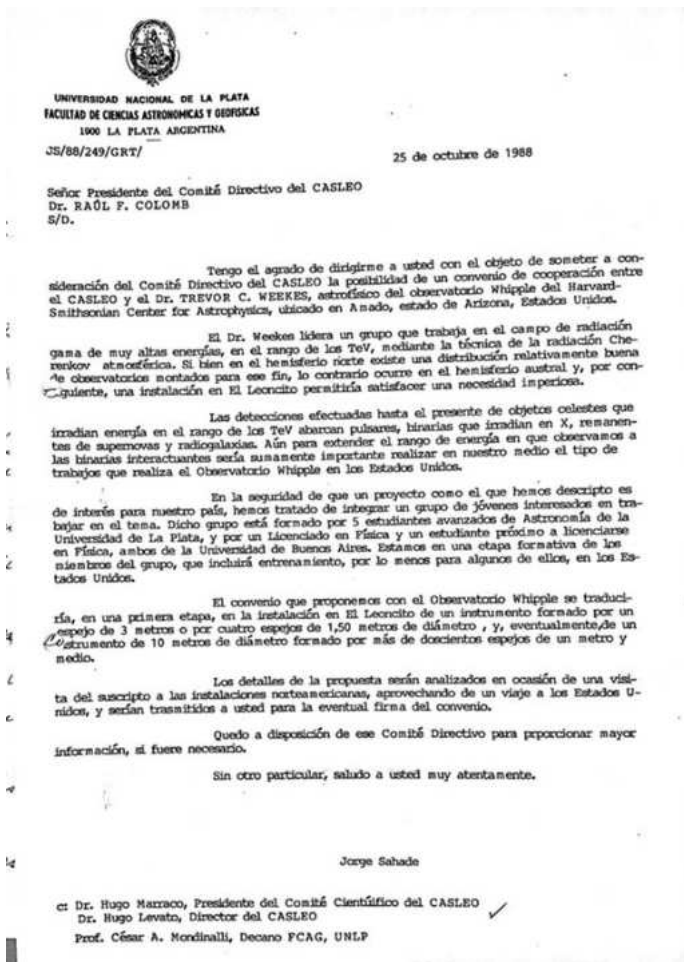 UNIVERSIDAD NACIONAL DE LA PLATA
FACULTAD DE CIENCIAS ASTRONOMICAS Y GEOFISICAS
1900 LA PLATA ARGENTINA
JS/88/249/GRT/
25 de octubre de 1988
Señor Presidente del Comité Directivo del CASLEO
Dr. RAÚL F. COLOMB
S/D.
Tengo el agrado de dirigirme a usted con el objeto de someter a con-
sideración del Comité Directivo del CASLEO la posibilidad de un convenio de cooperación entre
el CASLEO y el Dr. TREVOR C. WEEKES, astrofísico del observatorio Whipple del Harvard-
Smithsonian Center for Astrophysics, ubicado en Amado, estado de Arizona, Estados Unidos.
El Dr. Weekes lidera un grupo que trabaja en el campo de radiación
gama de muy altas energías, en el rango de los TeV, mediante la técnica de la radiación Che-
renkov atmosférica. Si bien en el hemisferio norte existe una distribución relativamente buena
de observatorios montados para ese fin, lo contrario ocurre en el hemisferio austral y, por con-
siguiente, una instalación en El Leoncito permitiría satisfacer una necesidad imperiosa.
Las detecciones efectuadas hasta el presente de objetos celestes que
irradian energía en el rango de los TeV abarcan pulsares, binarias que irradian en X, remanen-
tes de supernovas y radiogalaxias. Aún para extender el rango de energía en que observamos a
las binarias interactuantes sería sumamente importante realizar en nuestro medio el tipo de
trabajos que realiza el Observatorio Whipple en los Estados Unidos.
En la seguridad de que un proyecto como el que hemos descripto es
de interés para nuestro país, hemos tratado de integrar un grupo de jóvenes interesados en tra-
bajar en el tema. Dicho grupo está formado por 5 estudiantes avanzados de Astronomía de la
Universidad de La Plata, y por un Licenciado en Física y un estudiante próximo a licenciarse
en Física, ambos de la Universidad de Buenos Aires. Estamos en una etapa formativa de los
miembros del grupo, que incluirá entrenamiento, por lo menos para algunos de ellos, en los Es-
tados Unidos.
El convenio que proponemos con el Observatorio Whipple se traduci-
ría, en una primera etapa, en la instalación en El Leoncito de un instrumento formado por un
espejo de 3 metros o por cuatro espejos de 1,50 metros de diámetro , y, eventualmente,de un
instrumento de 10 metros de diámetro formado por más de doscientos espejos de un metro y
medio.
Los detalles de la propuesta serán analizados en ocasión de una visi-
ta del suscripto a las instalaciones norteamericanas, aprovechando de un viaje a los Estados U-
nidos, y serían trasmitidos a usted para la eventual firma del convenio.
Quedo a disposición de ese Comité Directivo para prporcionar mayor
información, si fuere necesario.
Sin otro particular, saludo a usted muy atentamente.
Jorge Sahade
c: Dr. Hugo Marraco, Presidente del Comité Cientúifico del CASLEO
Dr. Hugo Levato, Director del CASLEO
Prof. César A. Mondinalli, Decano FCAG, UNLP